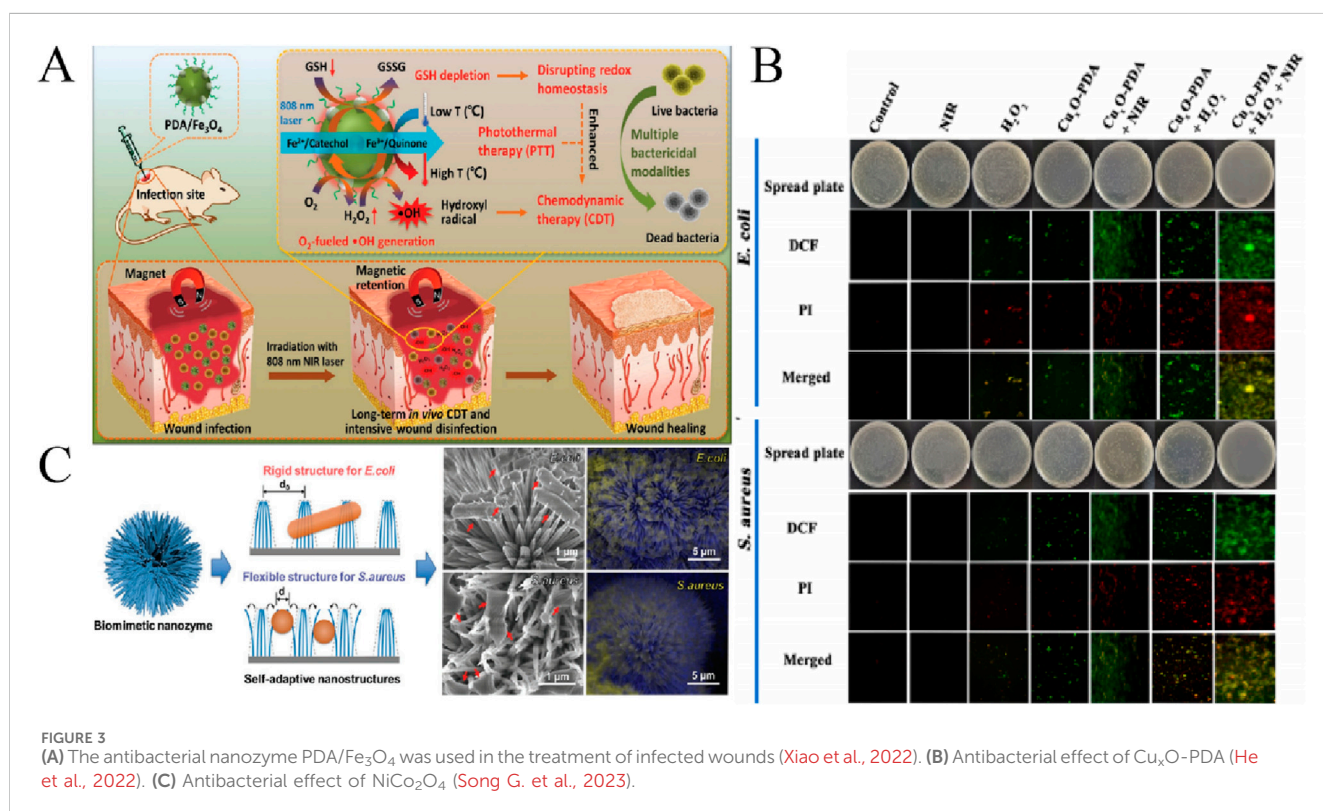 A
PDA/Fe₃O₄
Infection site
GSH
GSSG
GSH depletion
Disrupting redox
homeostasis
808 nm
laser
Low T (°C)
Live bacteria
Photothermal
therapy (PTT)
Enhanced
Multiple
bactericidal
modalities
High T (°C)
O₂
H₂O₂
•OH
Hydroxyl
radical
Chemodynamic
therapy (CDT)
Dead bacteria
O₂-fueled •OH generation
Magnet
Magnetic
retention
Irradiation with
808 nm NIR laser
Wound infection
Long-term in vivo CDT and
intensive wound disinfection
Wound healing
B
Control
NIR
H₂O₂
CuₓO-PDA
CuₓO-PDA
+ NIR
CuₓO-PDA
+ H₂O₂
CuₓO-PDA
+ H₂O₂ + NIR
E. coli
Spread plate
DCF
PI
Merged
S. aureus
Spread plate
DCF
PI
Merged
C
Biomimetic nanozyme
Rigid structure for E.coli
Flexible structure for S.aureus
Self-adaptive nanostructures
1 μm
E coli
5 μm
1 μm
S aureus
5 μm
FIGURE 3
(A) The antibacterial nanozyme PDA/Fe₃O₄ was used in the treatment of infected wounds (Xiao et al., 2022). (B) Antibacterial effect of CuₓO-PDA (He
et al., 2022). (C) Antibacterial effect of NiCo₂O₄ (Song G. et al., 2023).